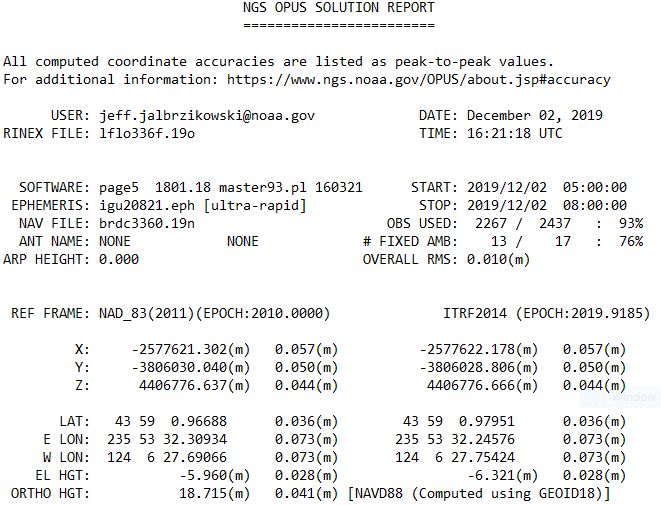 NGS OPUS SOLUTION REPORT
========================
All computed coordinate accuracies are listed as peak-to-peak values.
For additional information: https://www.ngs.noaa.gov/OPUS/about.jsp#accuracy
USER: jeff.jalbrzikowski@noaa.gov DATE: December 02, 2019
RINEX FILE: lflo336f.19o TIME: 16:21:18 UTC
SOFTWARE: page5 1801.18 master93.pl 160321 START: 2019/12/02 05:00:00
EPHEMERIS: igu20821.eph [ultra-rapid] STOP: 2019/12/02 08:00:00
NAV FILE: brdc3360.19n OBS USED: 2267 / 2437 : 93%
ANT NAME: NONE NONE # FIXED AMB: 13 / 17 : 76%
ARP HEIGHT: 0.000 OVERALL RMS: 0.010(m)
REF FRAME: NAD_83(2011)(EPOCH:2010.0000) ITRF2014 (EPOCH:2019.9185)
X: -2577621.302(m) 0.057(m) -2577622.178(m) 0.057(m)
Y: -3806030.040(m) 0.050(m) -3806028.806(m) 0.050(m)
Z: 4406776.637(m) 0.044(m) 4406776.666(m) 0.044(m)
LAT: 43 59 0.96688 0.036(m) 43 59 0.97951 0.036(m)
E LON: 235 53 32.30934 0.073(m) 235 53 32.24576 0.073(m)
W LON: 124 6 27.69066 0.073(m) 124 6 27.75424 0.073(m)
EL HGT: -5.960(m) 0.028(m) -6.321(m) 0.028(m)
ORTHO HGT: 18.715(m) 0.041(m) [NAVD88 (Computed using GEOID18)]
Window